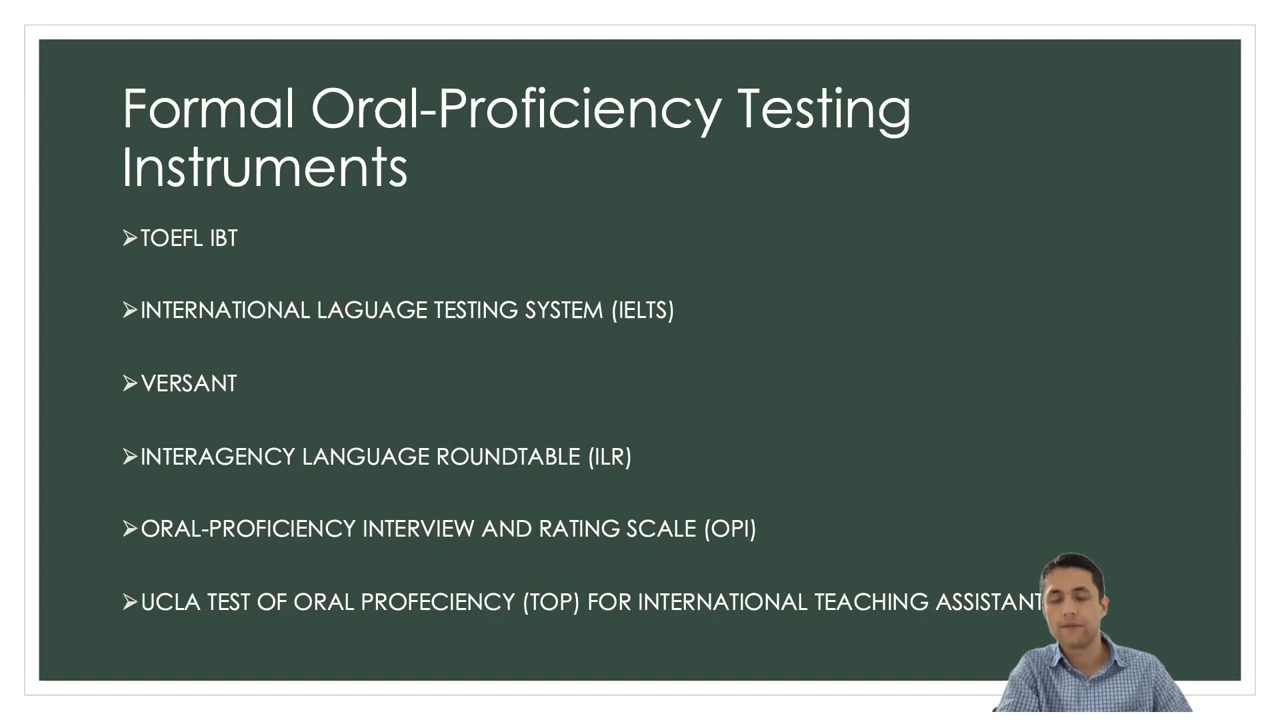 Formal Oral-Proficiency Testing
Instruments
➢TOEFL IBT
➢INTERNATIONAL LAGUAGE TESTING SYSTEM (IELTS)
➢VERSANT
➢INTERAGENCY LANGUAGE ROUNDTABLE (ILR)
➢ORAL-PROFICIENCY INTERVIEW AND RATING SCALE (OPI)
➢UCLA TEST OF ORAL PROFECIENCY (TOP) FOR INTERNATIONAL TEACHING ASSISTANT